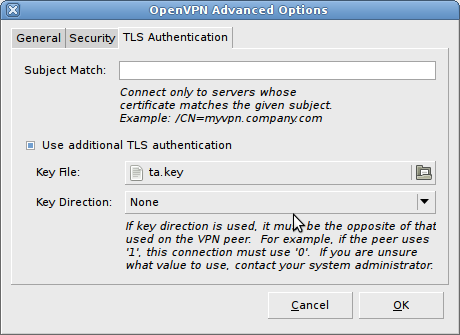 OpenVPN Advanced Options
General Security TLS Authentication
Subject Match:
Connect only to servers whose
certificate matches the given subject.
Example: /CN=myvpn.company.com
Use additional TLS authentication
Key File: ta.key
Key Direction: None
If key direction is used, it must be the opposite of that
used on the VPN peer. For example, if the peer uses
'1', this connection must use '0'. If you are unsure
what value to use, contact your system administrator.
Cancel OK